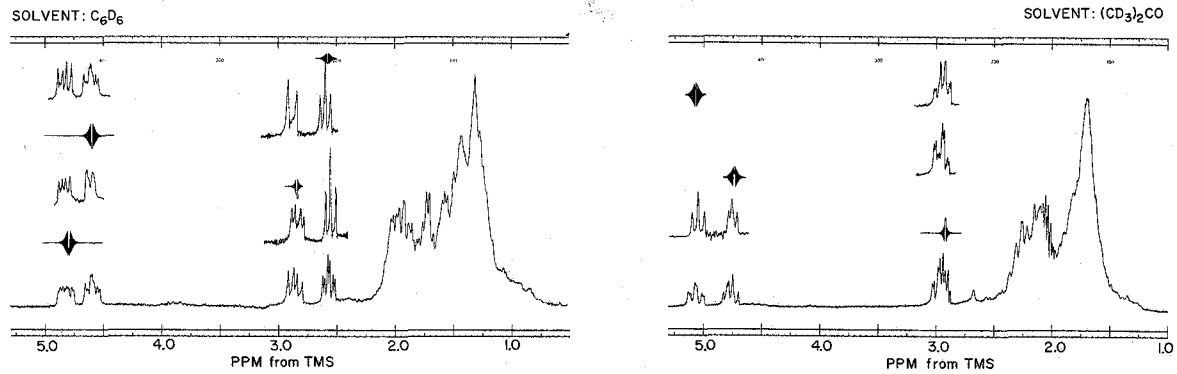 SOLVENT: C₆D₆
5.0 4.0 3.0 2.0 1.0
PPM from TMS
SOLVENT: (CD₃)₂CO
5.0 4.0 3.0 2.0 1.0
PPM from TMS